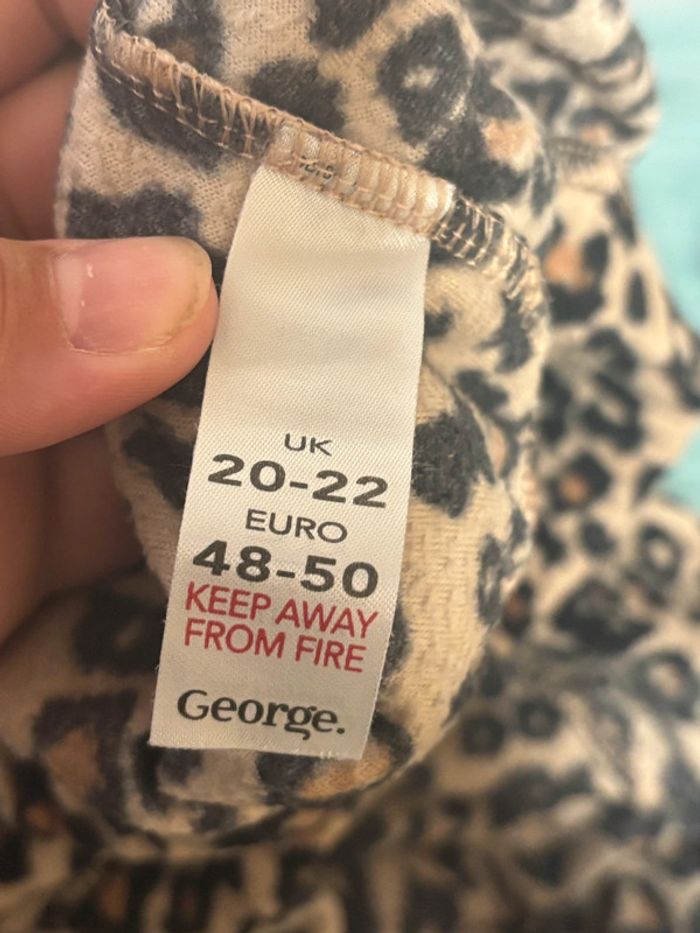 UK
20-22
EURO
48-50
KEEP AWAY
FROM FIRE
George.